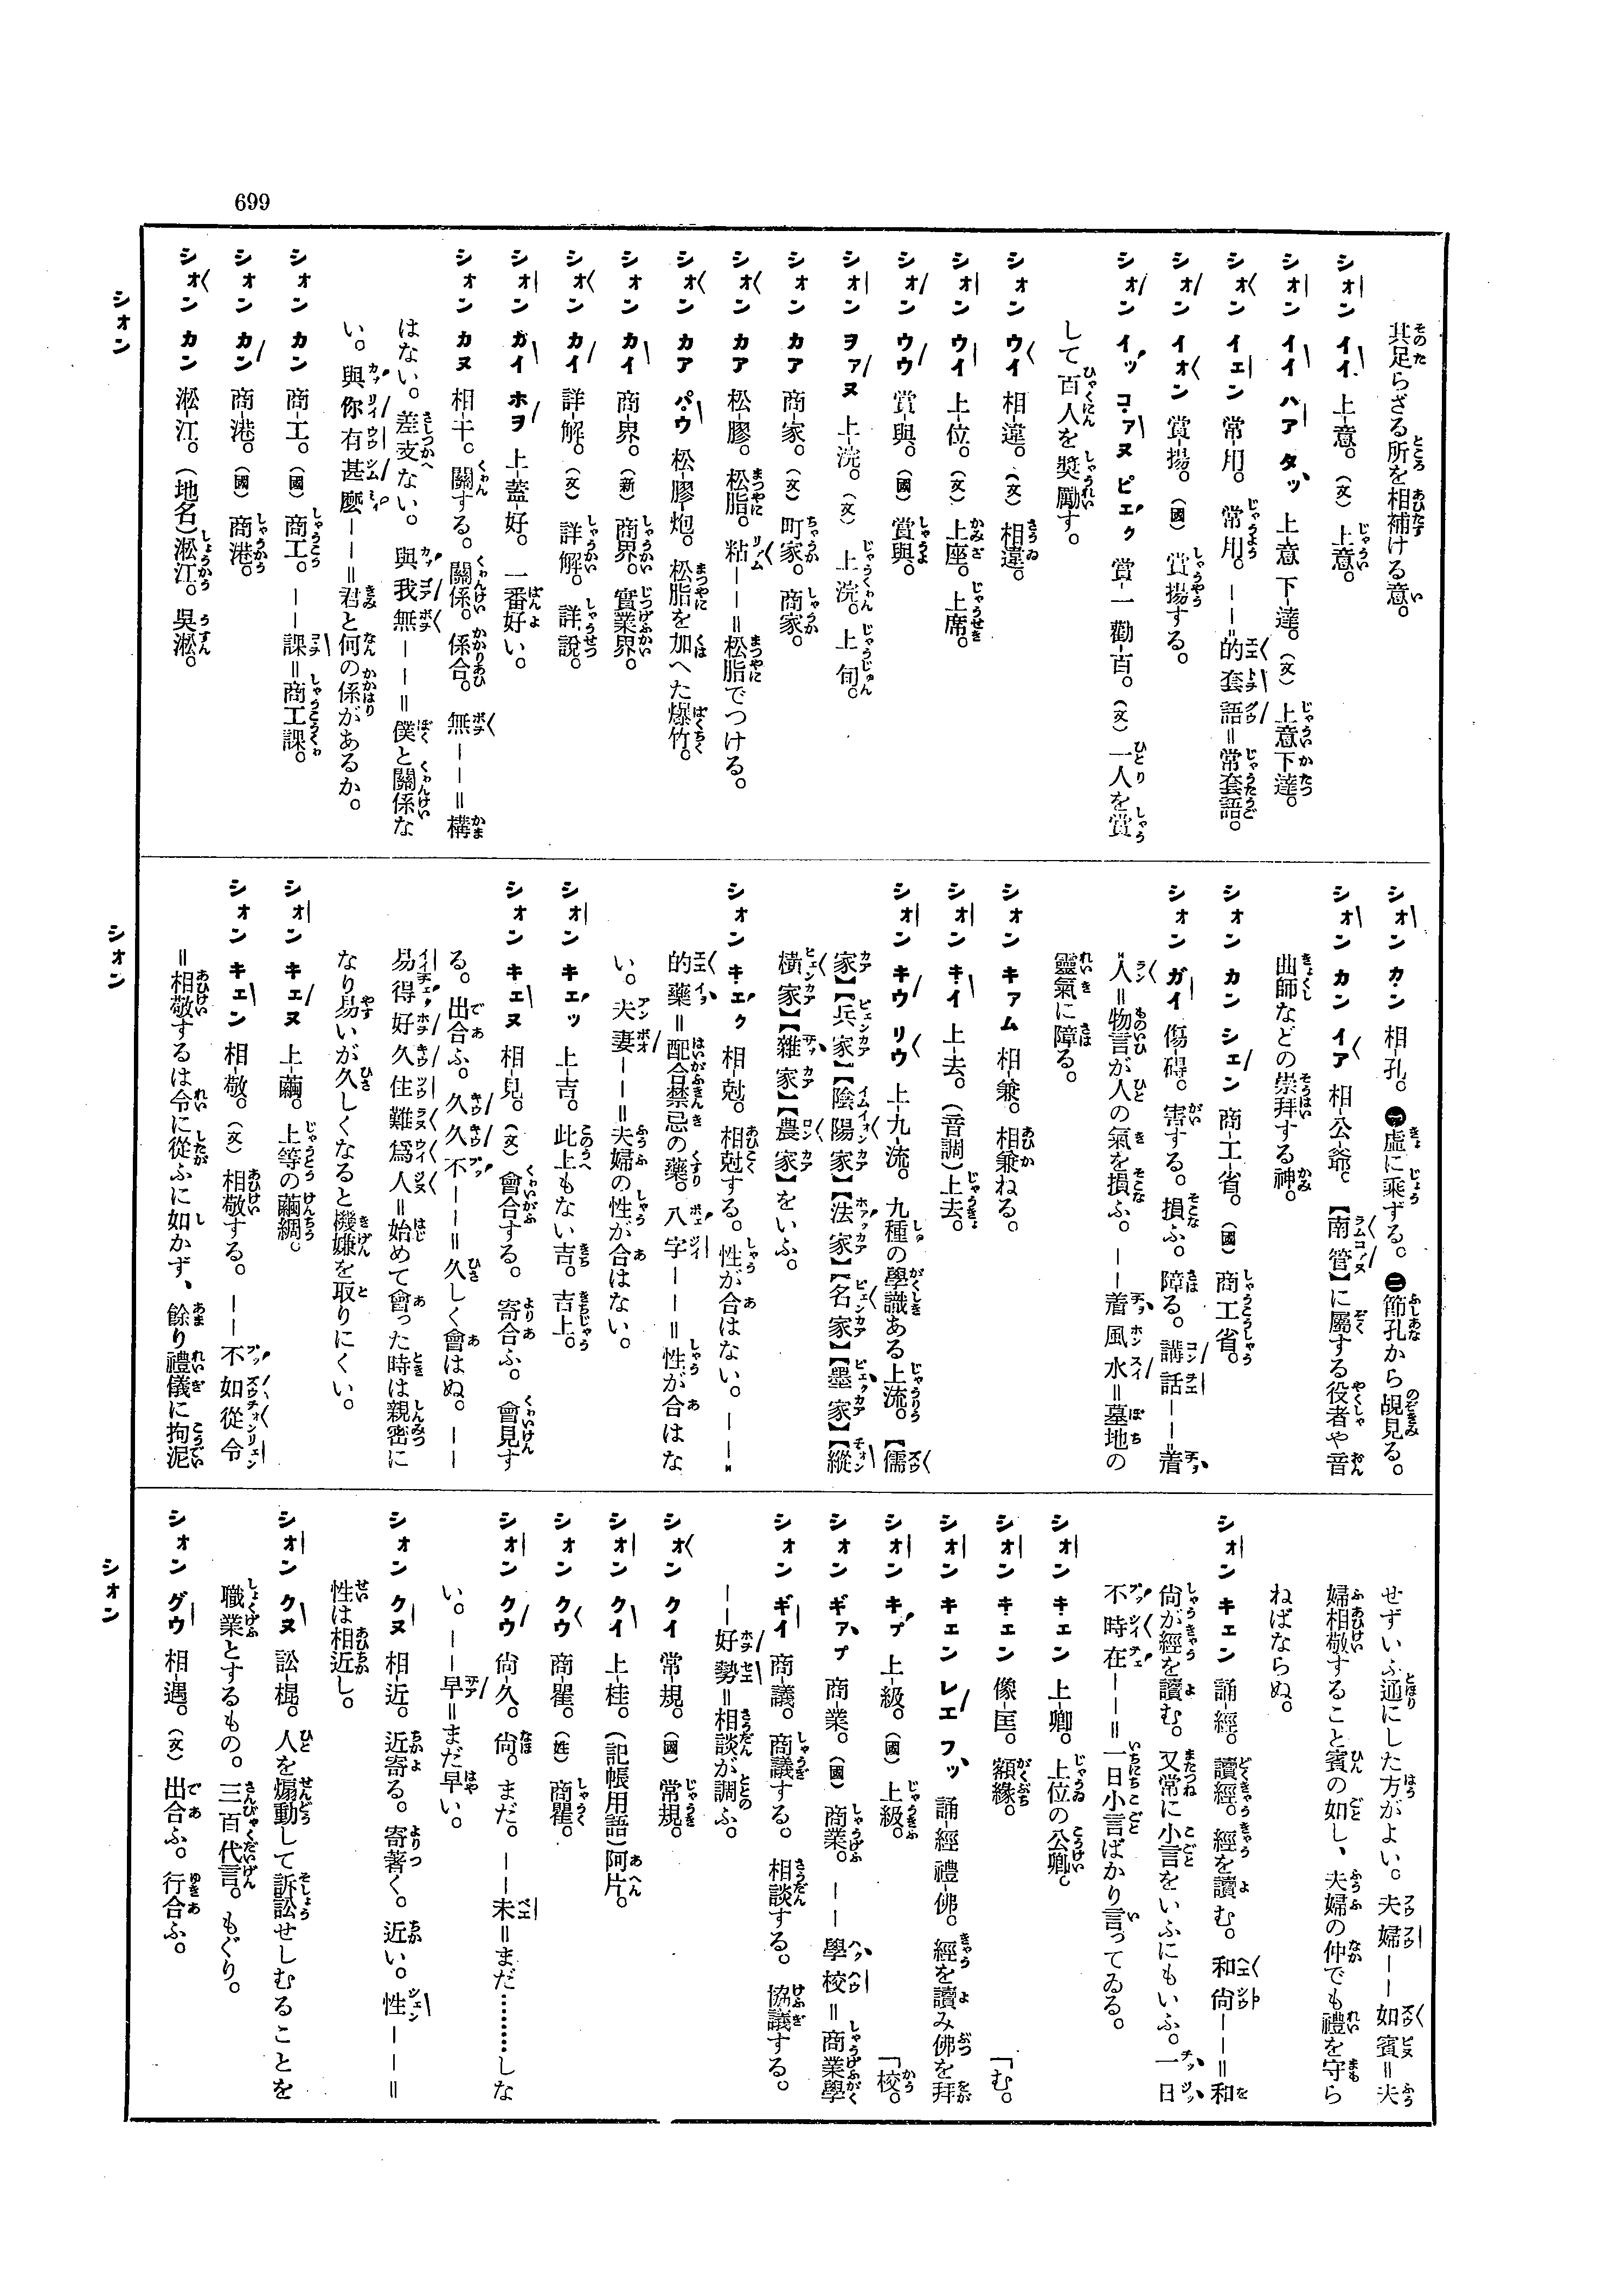 699
其足らざる所を相補ける意。
シオン イイ 上-意。（文）上意。
シオン イイ ハア タッ 上意下達。（文）上意下達。
シオン イェン 常-用。常用。——=的套語=常套語。
シオン イオン 賞-揚。（國）賞揚する。
シオン イッ コァヌ ピェク 賞-一勸-百。（文）一人を賞
して百人を奬勵す。
シオン ウイ 相-違。（文）相違。
シオン ウイ 上-位。（文）上座。上席。
シオン ウウ 賞-與。（國）賞與。
シオン ヲァヌ 上-浣。（文）上浣。上旬。
シオン カア 商-家。（文）町家。商家。
シオン カア 松-膠。松脂。粘——=松脂でつける。
シオン カア パウ 松-膠-炮。松脂を加へた爆竹。
シオン カイ 商-界。（新）商界。實業界。
シオン カイ 詳-解。（文）詳解。詳說。
シオン ガイ ホヲ 上-蓋-好。一番好い。
シオン カヌ 相-干。關する。關係。係合。無——=構
はない。差支ない。與我無——=僕と關係な
い。與你有甚麼——=君と何の係があるか。
シオン カン 商-工。（國）商工。——課=商工課。
シオン カン 商-港。（國）商港。
シオン カン 淞-江。（地名）淞江。吳淞。
シオン
シオン カン 相-孔。㊀虛に乘ずる。㊁節孔から覘見る。
シオン カン イア 相-公-爺。【南管】に屬する役者や音
曲師などの崇拜する神。
シオン カン シェン 商-工-省。（國）商工省。
シオン ガイ 傷-碍。害する。損ふ。障る。講話——=着
人=物言が人の氣を損ふ。——着風水=墓地の
靈氣に障る。
シオン キアム 相-兼。相兼ねる。
シオン キイ 上-去。（音調）上去。
シオン キウ リウ 上-九-流。九種の學識ある上流。【儒
家】【兵家】【陰陽家】【法家】【名家】【墨家】【縱
橫家】【雜家】【農家】をいふ。
シオン キェク 相-尅。相尅する。性が合はない。——=
的藥=配合禁忌の藥。八字——=性が合はな
い。夫妻——=夫婦の性が合はない。
シオン キェッ 上-吉。此上もない吉。吉上。
シオン キェヌ 相-見。（文）會合する。寄合ふ。會見す
る。出合ふ。久久不——=久しく會はぬ。——
易得好久住難爲人=始めて會った時は親密に
なり易いが久しくなると機嫌を取りにくい。
シオン キェヌ 上-繭。上等の繭綢。
シオン キェン 相-敬。（文）相敬する。——不如從令
=相敬するは令に從ふに如かず、餘り禮儀に拘泥
シオン
せずいふ通にした方がよい。夫婦——如賓=夫
婦相敬すること賓の如し、夫婦の仲でも禮を守ら
ねばならぬ。
シオン キェン 誦-經。讀經。經を讀む。和尙——=和
尙が經を讀む。又常に小言をいふにもいふ。一日
不時在——=一日小言ばかり言ってゐる。
シオン キェン 上-卿。上位の公卿。
シオン キェン 像-匡。額緣。
「む。
シオン キェン レエ フッ 誦-經禮-佛。經を讀み佛を拜
シオン キプ 上-級。（國）上級。
「校。
シオン ギアプ 商-業。（國）商業。——學校=商業學
シオン ギイ 商-議。商議する。相談する。協議する。
——好勢=相談が調ふ。
シオン クイ 常-規。（國）常規。
シオン クイ 上-桂。（記帳用語）阿片。
シオン クウ 商-瞿。（姓）商瞿。
シオン クウ 尙-久。尙。まだ。——未=まだ………しな
い。——早=まだ早い。
シオン クヌ 相-近。近寄る。寄著く。近い。性——=
性は相近し。
シオン クヌ 訟-棍。人を煽動して訴訟せしむることを
職業とするもの。三百代言。もぐり。
シオン グウ 相-遇。（文）出合ふ。行合ふ。
シオン